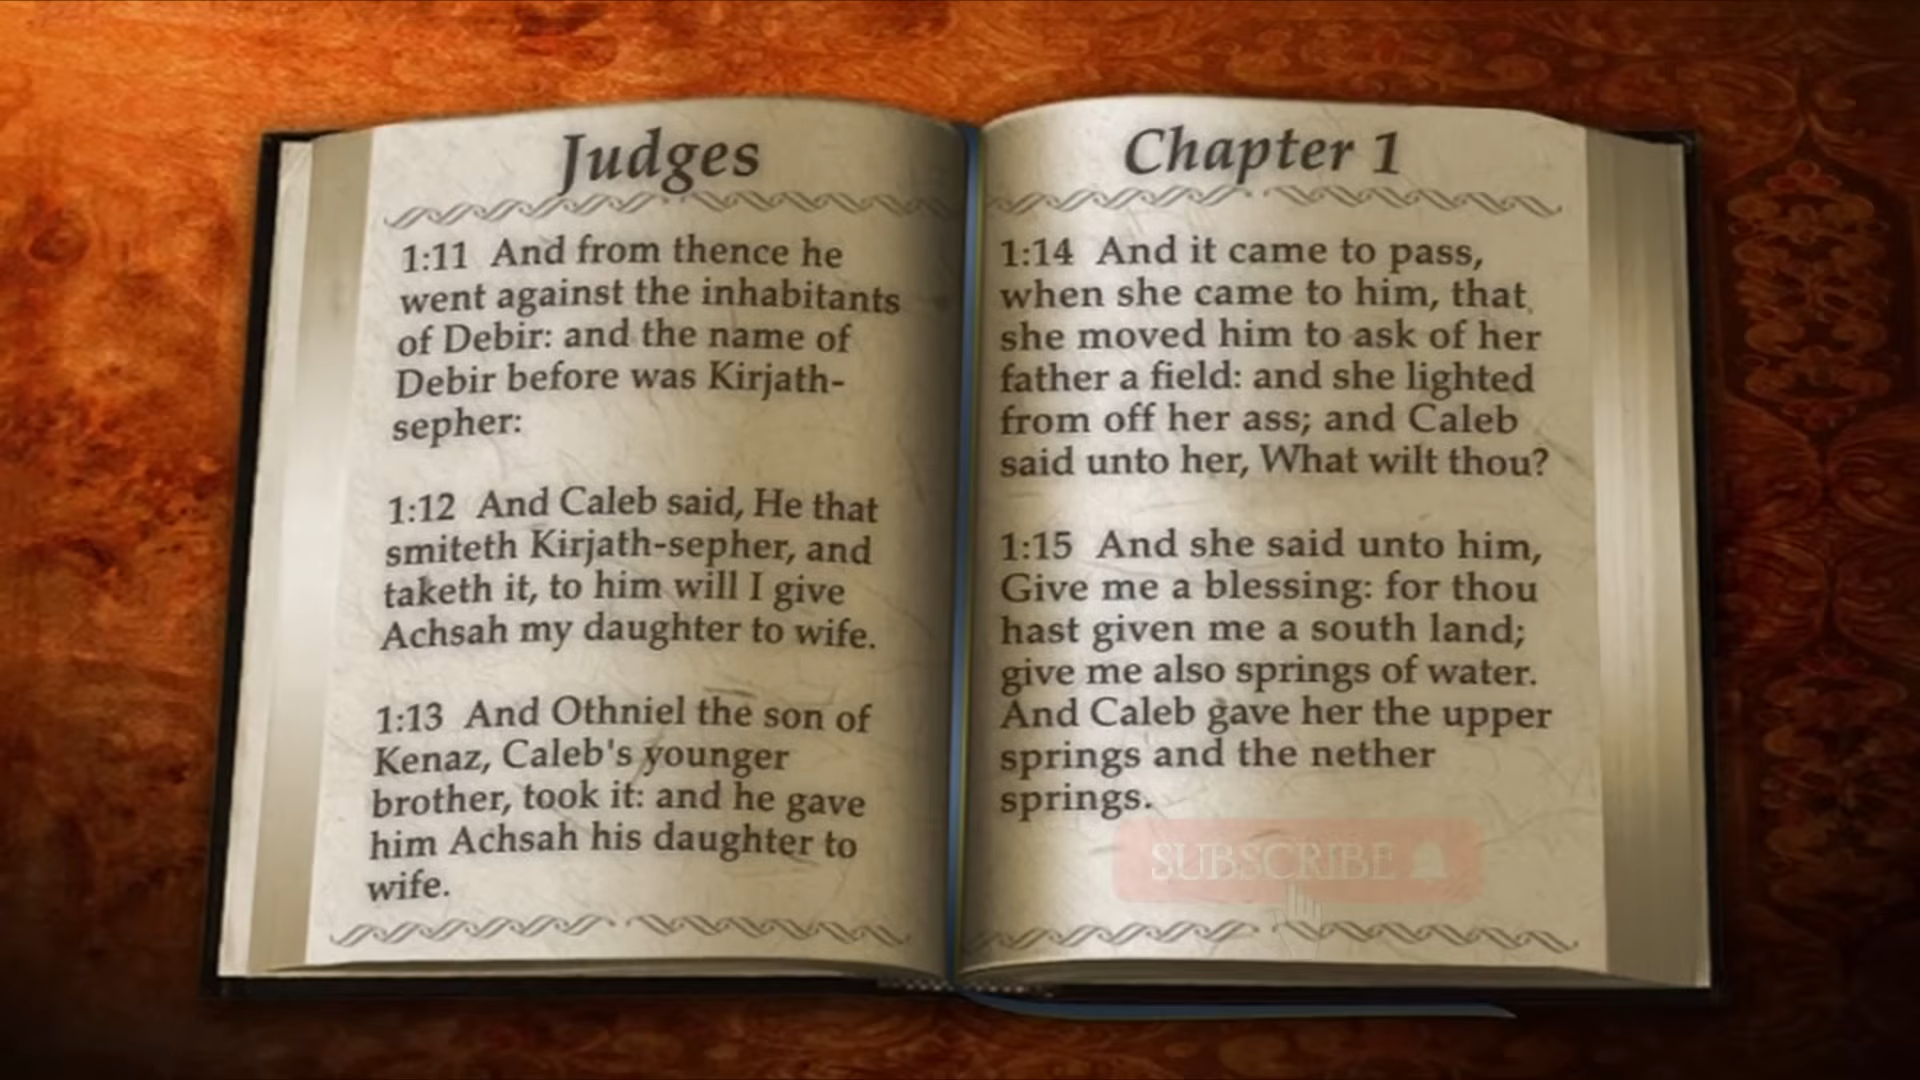 Judges
1:11 And from thence he
went against the inhabitants
of Debir: and the name of
Debir before was Kirjath-
sepher:
1:12 And Caleb said, He that
smiteth Kirjath-sepher, and
taketh it, to him will I give
Achsah my daughter to wife.
1:13 And Othniel the son of
Kenaz, Caleb's younger
brother, took it: and he gave
him Achsah his daughter to
wife.
Chapter 1
1:14 And it came to pass,
when she came to him, that
she moved him to ask of her
father a field: and she lighted
from off her ass; and Caleb
said unto her, What wilt thou?
1:15 And she said unto him,
Give me a blessing: for thou
hast given me a south land;
give me also springs of water.
And Caleb gave her the upper
springs and the nether
springs.
SUBSCRIBE